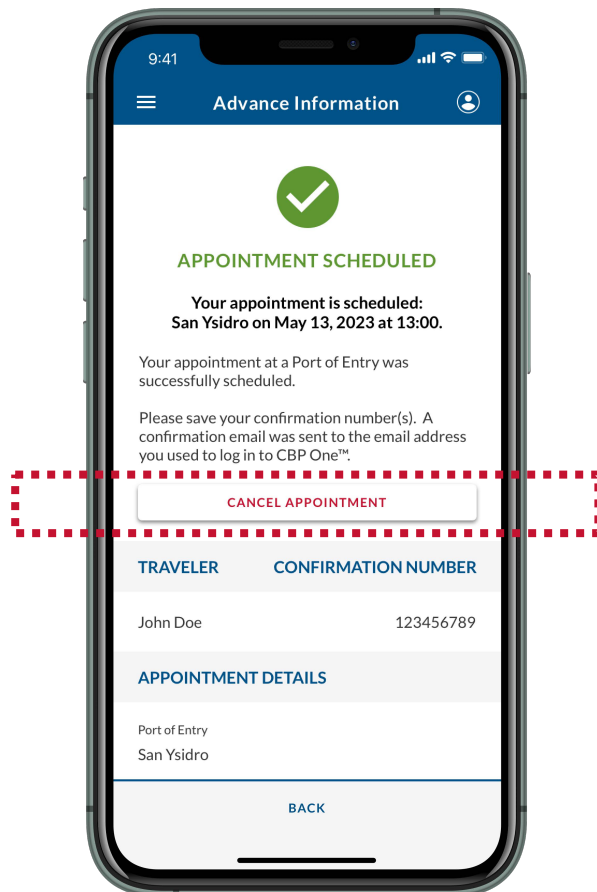 9:41
Advance Information
APPOINTMENT SCHEDULED
Your appointment is scheduled:
San Ysidro on May 13, 2023 at 13:00.
Your appointment at a Port of Entry was
successfully scheduled.
Please save your confirmation number(s).  A
confirmation email was sent to the email address
you used to log in to CBP One™.
CANCEL APPOINTMENT
TRAVELER CONFIRMATION NUMBER
John Doe 123456789
APPOINTMENT DETAILS
Port of Entry
San Ysidro
BACK